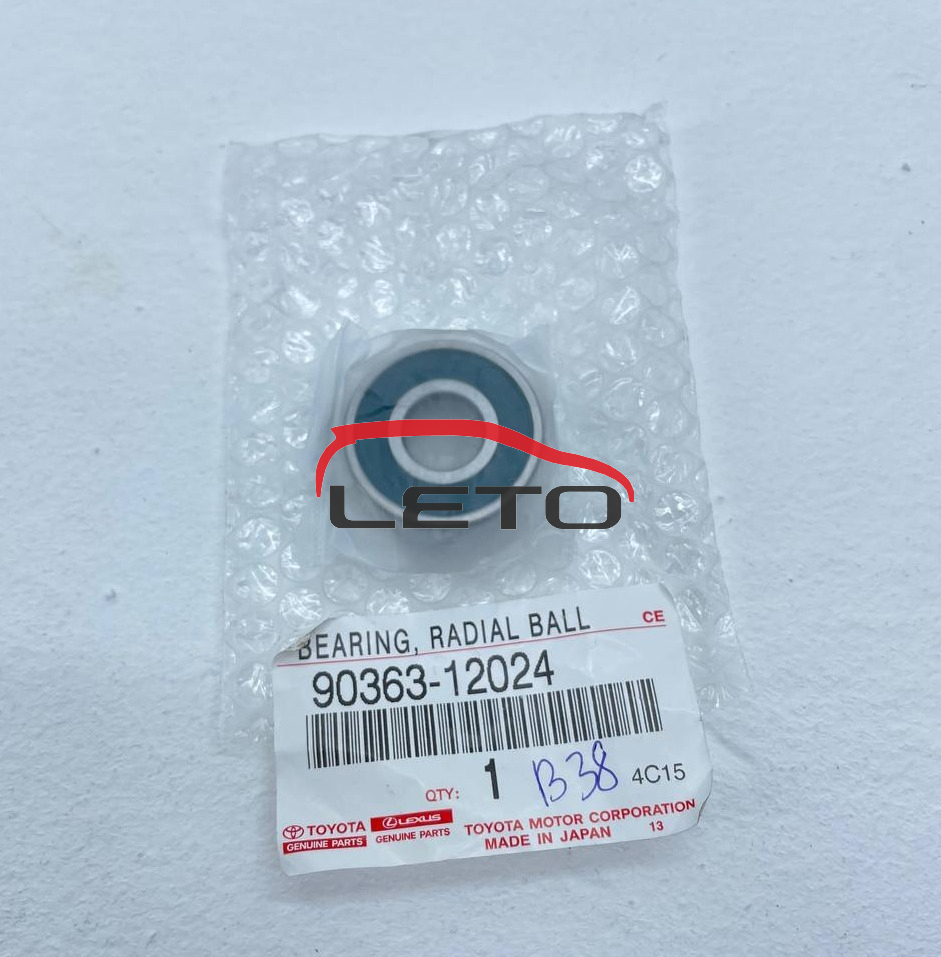 LETO
BEARING, RADIAL BALL CE
90363-12024
QTY: 1 B38 4C15
TOYOTA LEXUS TOYOTA MOTOR CORPORATION
GENUINE PARTS GENUINE PARTS MADE IN JAPAN 13